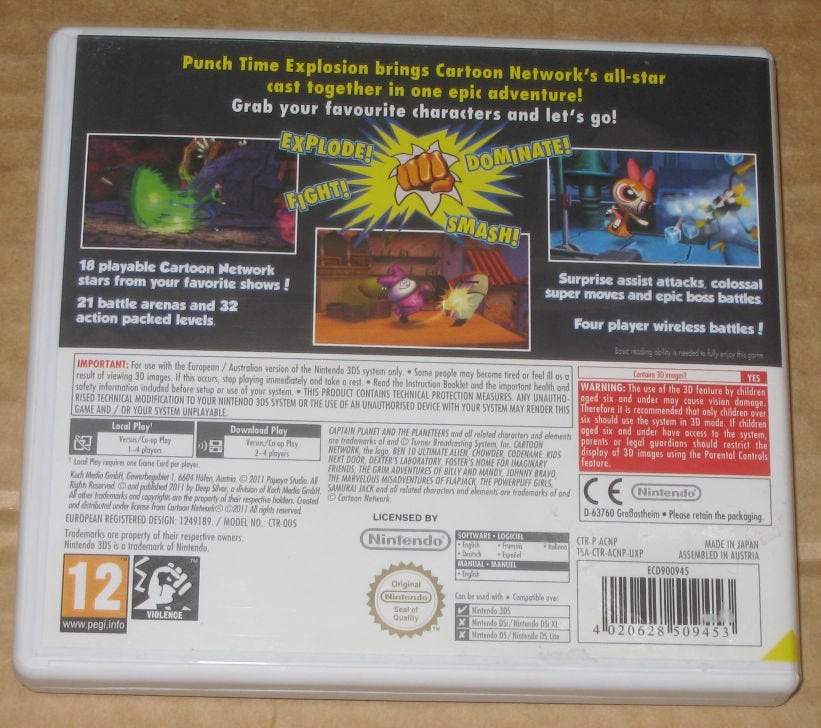 Punch Time Explosion brings Cartoon Network's all-star
cast together in one epic adventure!
Grab your favourite characters and let's go!
EXPLODE!
DOMINATE!
FIGHT!
SMASH!
18 playable Cartoon Network
stars from your favorite shows!
21 battle arenas and 32
action packed levels.
Surprise assist attacks, colossal
super moves and epic boss battles.
Four player wireless battles!
Basic reading ability is needed to fully enjoy this game
IMPORTANT: For use with the European / Australian version of the Nintendo 3DS system only. • Some people may become tired or feel ill as a
result of viewing 3D images. If this occurs, stop playing immediately and take a rest. • Read the Instruction Booklet and the important health and
safety information included before setup or use of your system. • THIS PRODUCT CONTAINS TECHNICAL PROTECTION MEASURES. ANY UNAUTHO-
RISED TECHNICAL MODIFICATION TO YOUR NINTENDO 3DS SYSTEM OR THE USE OF AN UNAUTHORISED DEVICE WITH YOUR SYSTEM MAY RENDER THIS
GAME AND / OR YOUR SYSTEM UNPLAYABLE.
Contains 3D images? YES
WARNING: The use of the 3D feature by children
aged six and under may cause vision damage.
Therefore it is recommended that only children over
six should use the system in 3D mode. If children
aged six and under have access to the system,
parents or legal guardians should restrict the
display of 3D images using the Parental Controls
feature.
Local Play¹
Versus/Co-op Play
1-4 players
Download Play
Versus/Co-op Play
2-4 players
¹ Local Play requires one Game Card per player.
Koch Media GmbH, Gewerbegebiet 1, 6604 Höfen, Austria. © 2011 Papaya Studio. All
Rights Reserved. © and published 2011 by Deep Silver, a division of Koch Media GmbH.
All other trademarks and copyrights are the property of their respective holders. Created
and distributed under license from Cartoon Network® ©2011 All rights reserved.
EUROPEAN REGISTERED DESIGN: 1249189. / MODEL NO.: CTR-005
Trademarks are property of their respective owners.
Nintendo 3DS is a trademark of Nintendo.
CAPTAIN PLANET AND THE PLANETEERS and all related characters and elements
are trademarks of and © Turner Broadcasting System, Inc. CARTOON
NETWORK, the logo, BEN 10 ULTIMATE ALIEN, CHOWDER, CODENAME: KIDS
NEXT DOOR, DEXTER'S LABORATORY, FOSTER'S HOME FOR IMAGINARY
FRIENDS, THE GRIM ADVENTURES OF BILLY AND MANDY, JOHNNY BRAVO,
THE MARVELOUS MISADVENTURES OF FLAPJACK, THE POWERPUFF GIRLS,
SAMURAI JACK and all related characters and elements are trademarks of and
© Cartoon Network.
CE Nintendo®
D-63760 Großostheim • Please retain the packaging.
LICENSED BY
Nintendo®
Original
Nintendo
Seal of
Quality
TM
SOFTWARE • LOGICIEL
• English • Français • Italiano
• Deutsch • Español
MANUAL • MANUEL
• English
Can be used with • Compatible avec
Nintendo 3DS
Nintendo DSi / Nintendo DSi XL
Nintendo DS / Nintendo DS Lite
CTR P ACNP
TSA-CTR-ACNP-UXP
MADE IN JAPAN
ASSEMBLED IN AUSTRIA
ECD900945
4 020628 509453
12
www.pegi.info
VIOLENCE
TM